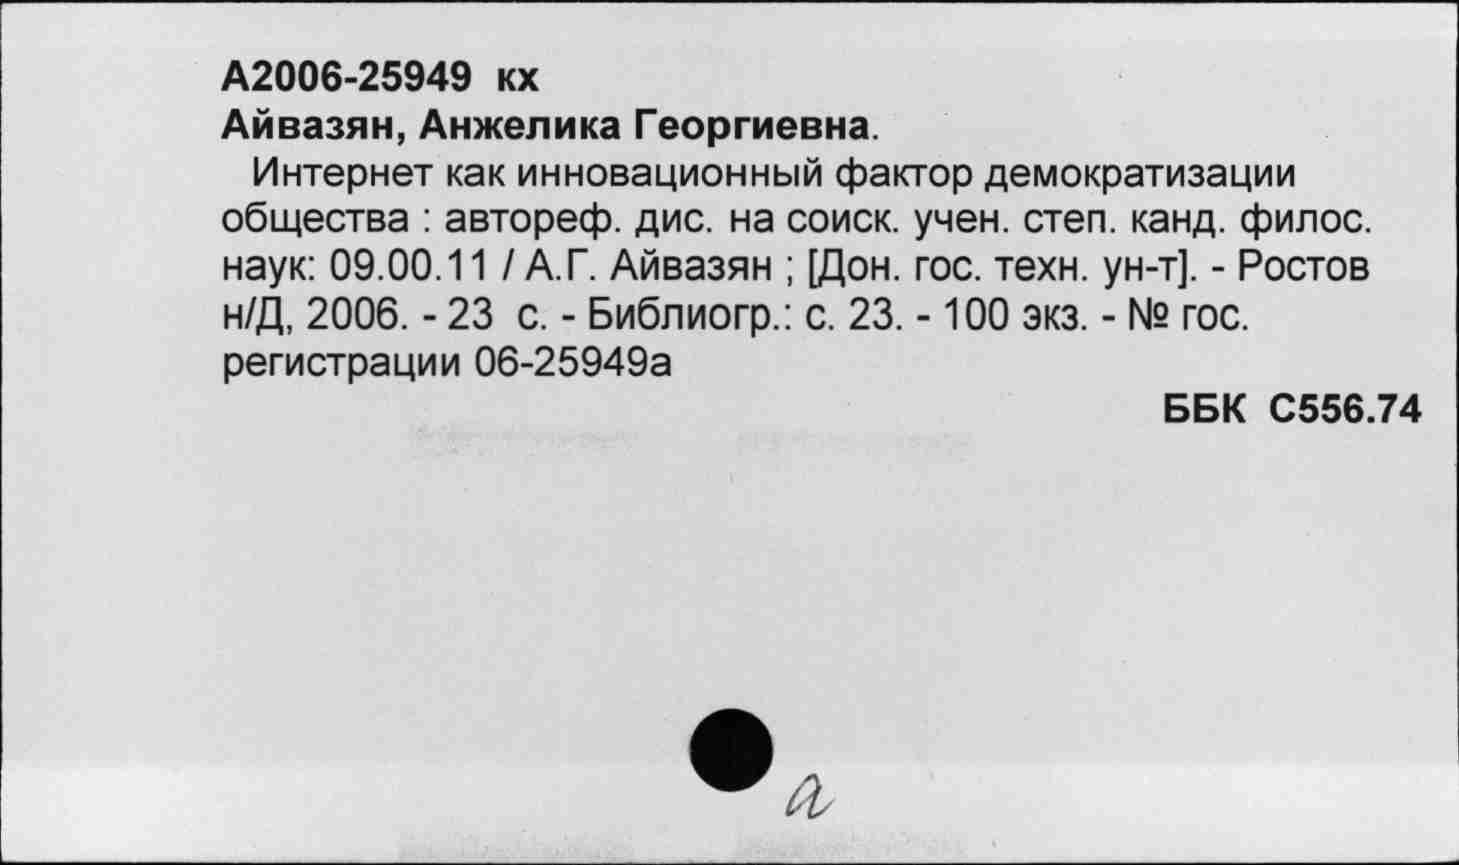 А2006-25949 кх
Айвазян, Анжелика Георгиевна.
Интернет как инновационный фактор демократизации
общества : автореф. дис. на соиск. учен. степ. канд. филос.
наук: 09.00.11 / А.Г. Айвазян ; [Дон. гос. техн. ун-т]. - Ростов
н/Д, 2006. - 23 с. - Библиогр.: с. 23. - 100 экз. - № гос.
регистрации 06-25949а
ББК С556.74
а